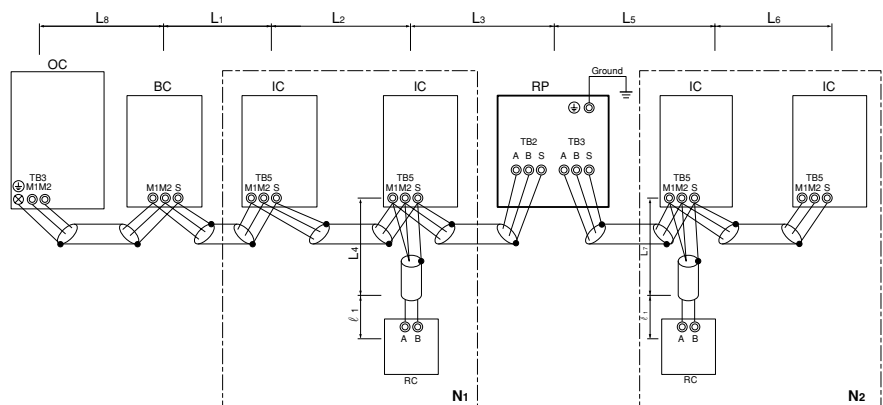 L8 L1 L2 L3 L5 L6
OC
BC
IC
IC
RP
Ground
IC
IC
TB3
M1M2
M1M2 S
TB5
M1M2 S
TB5
M1M2 S
TB2
A B S
TB3
A B S
TB5
M1M2 S
TB5
M1M2 S
L4
L7
ℓ1
ℓ1
A B
A B
RC
RC
N1
N2